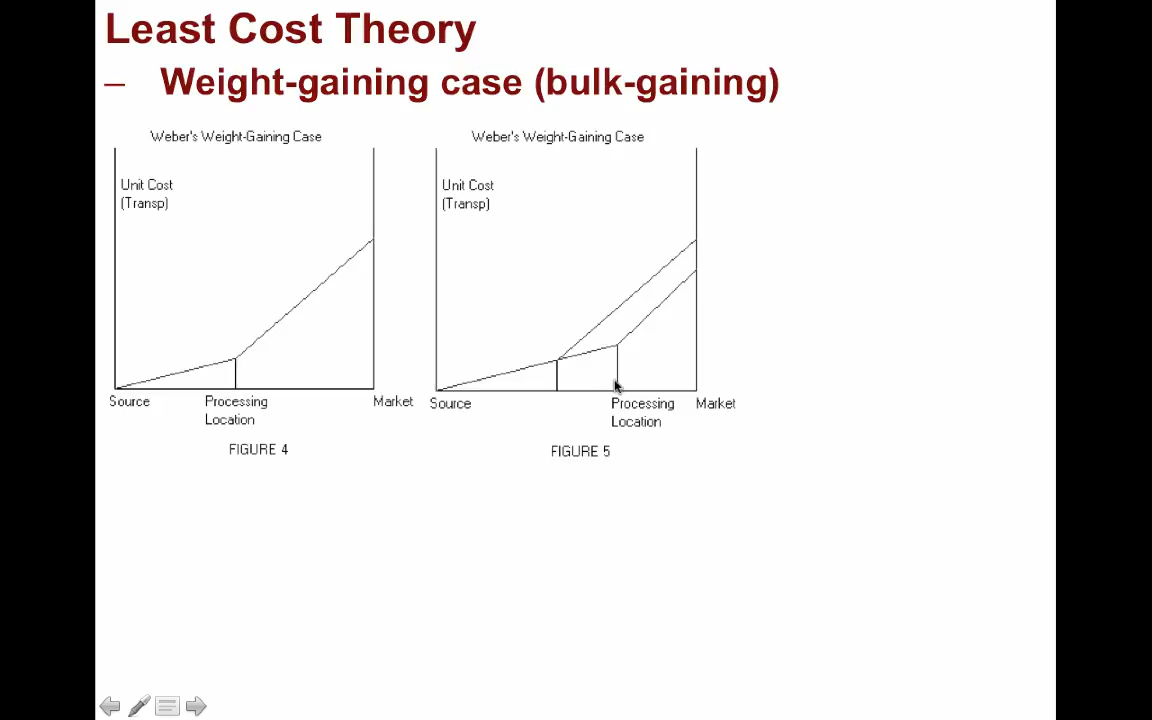 Least Cost Theory
– Weight-gaining case (bulk-gaining)
Weber's Weight-Gaining Case
Unit Cost
(Transp)
Source
Processing
Location
Market
FIGURE 4
Weber's Weight-Gaining Case
Unit Cost
(Transp)
Source
Processing
Location
Market
FIGURE 5